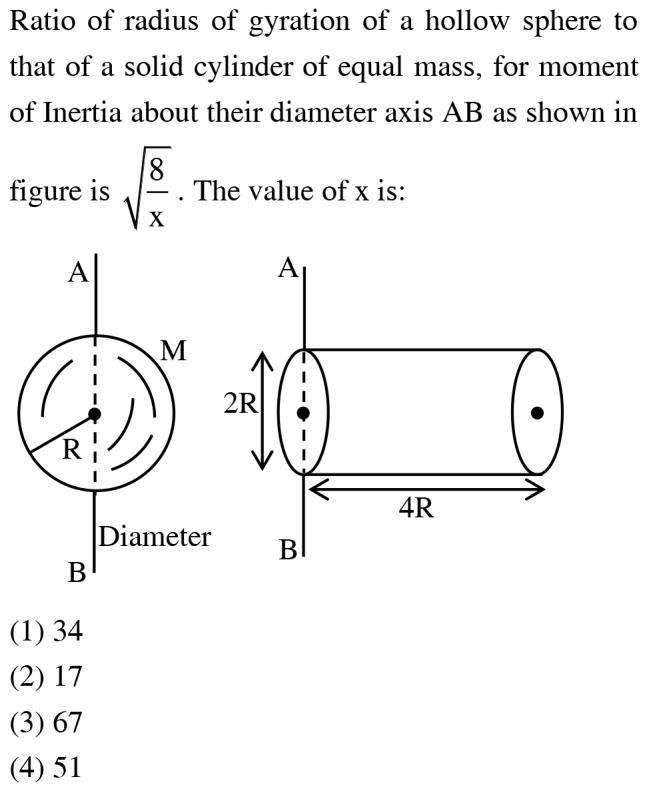 Ratio of radius of gyration of a hollow sphere to
that of a solid cylinder of equal mass, for moment
of Inertia about their diameter axis AB as shown in
figure is √(8/x). The value of x is:
A
M
R
Diameter
B
A
2R
4R
B
(1) 34
(2) 17
(3) 67
(4) 51